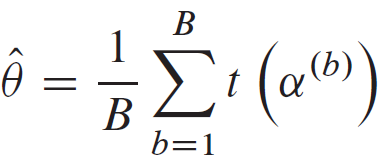 θ̂ = 1/B ∑_{b=1}^{B} t (α^{(b)})